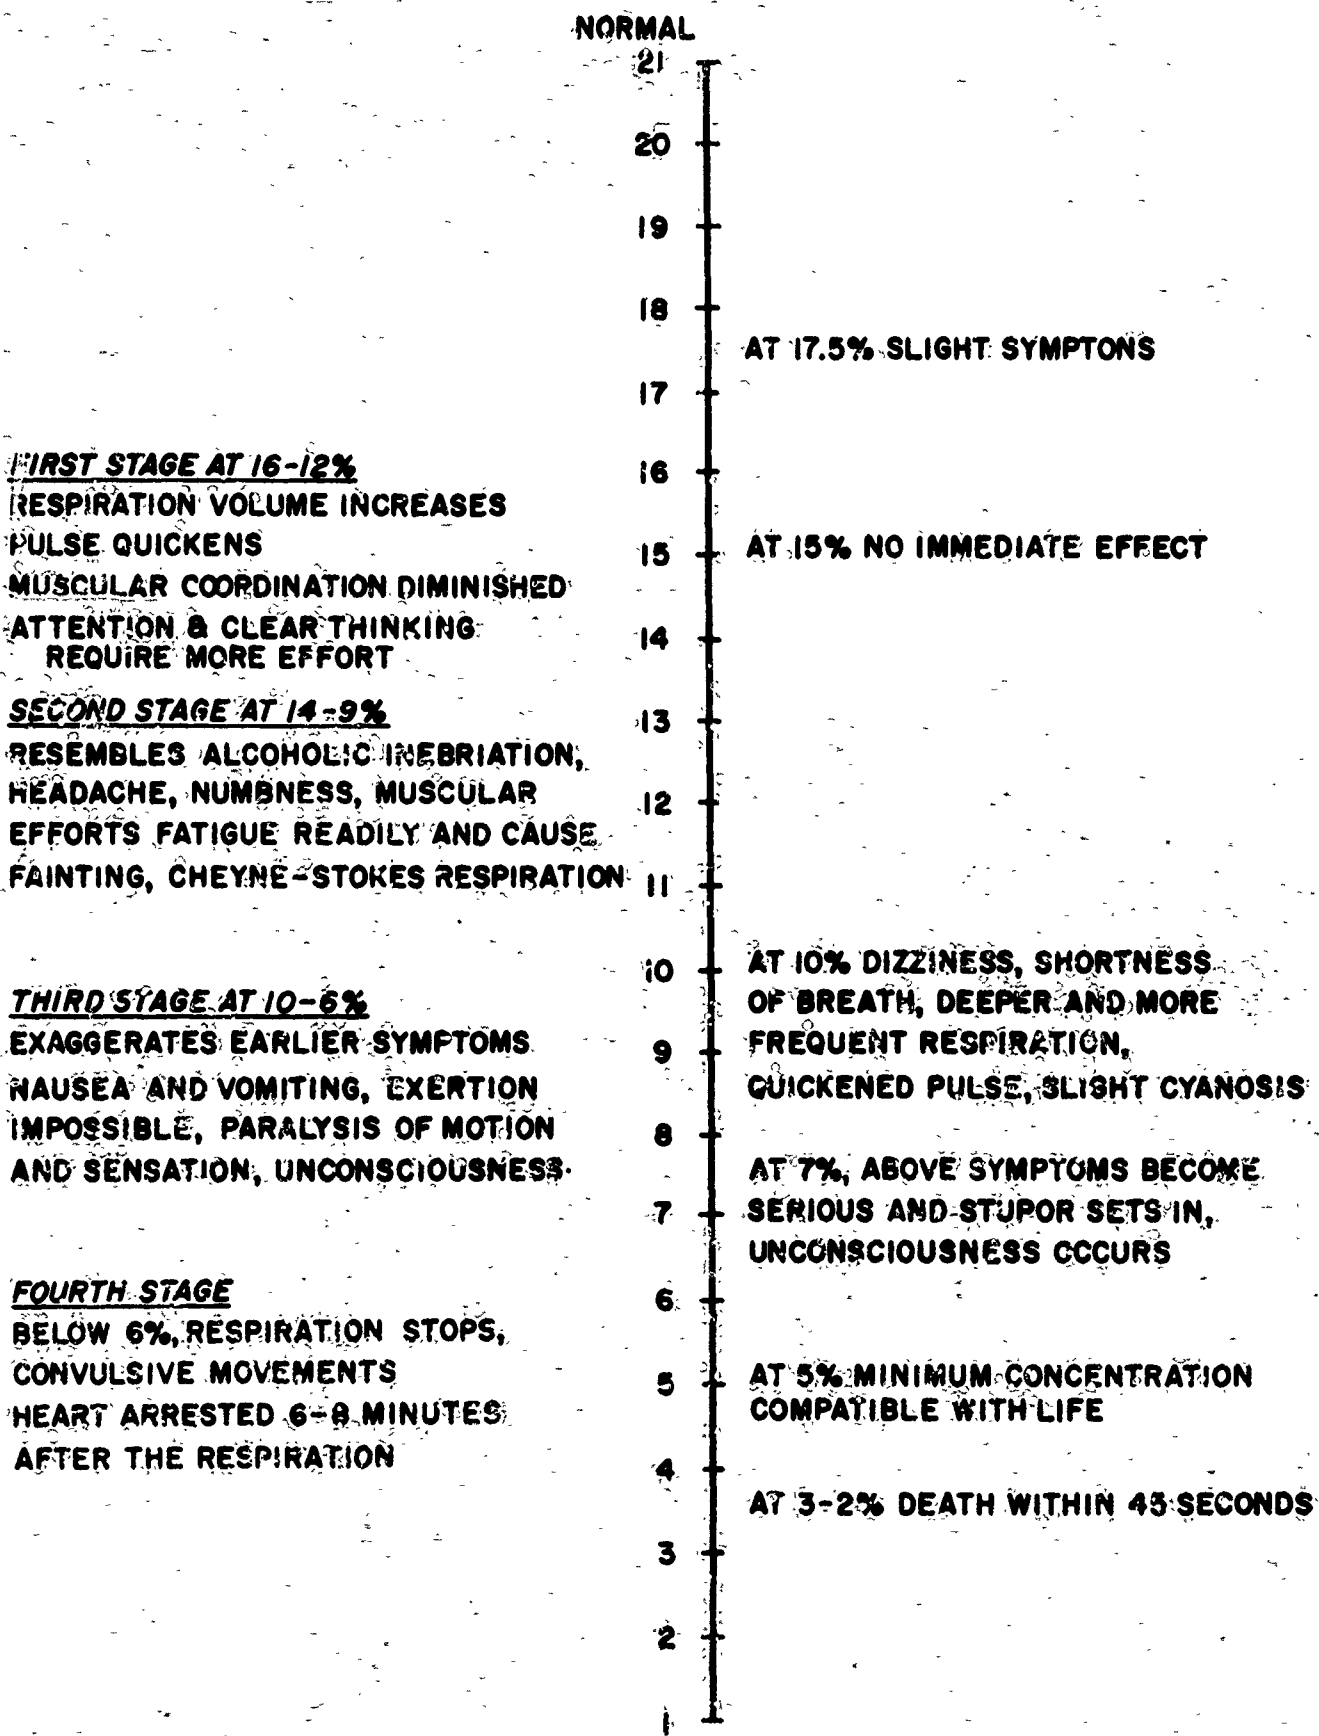 NORMAL
21
20
19
18
17
16
15
14
13
12
11
10
9
8
7
6
5
4
3
2
1
FIRST STAGE AT 16-12%
RESPIRATION VOLUME INCREASES
PULSE QUICKENS
MUSCULAR COORDINATION DIMINISHED
ATTENTION & CLEAR THINKING
REQUIRE MORE EFFORT
SECOND STAGE AT 14-9%
RESEMBLES ALCOHOLIC INEBRIATION,
HEADACHE, NUMBNESS, MUSCULAR
EFFORTS FATIGUE READILY AND CAUSE
FAINTING, CHEYNE-STOKES RESPIRATION
THIRD STAGE AT 10-6%
EXAGGERATES EARLIER SYMPTOMS
NAUSEA AND VOMITING, EXERTION
IMPOSSIBLE, PARALYSIS OF MOTION
AND SENSATION, UNCONSCIOUSNESS.
FOURTH STAGE
BELOW 6%, RESPIRATION STOPS,
CONVULSIVE MOVEMENTS
HEART ARRESTED 6-8 MINUTES
AFTER THE RESPIRATION
AT 17.5% SLIGHT SYMPTONS
AT 15% NO IMMEDIATE EFFECT
AT 10% DIZZINESS, SHORTNESS
OF BREATH, DEEPER AND MORE
FREQUENT RESPIRATION,
QUICKENED PULSE, SLIGHT CYANOSIS
AT 7%, ABOVE SYMPTOMS BECOME
SERIOUS AND STUPOR SETS IN,
UNCONSCIOUSNESS OCCURS
AT 5% MINIMUM CONCENTRATION
COMPATIBLE WITH LIFE
AT 3-2% DEATH WITHIN 45 SECONDS